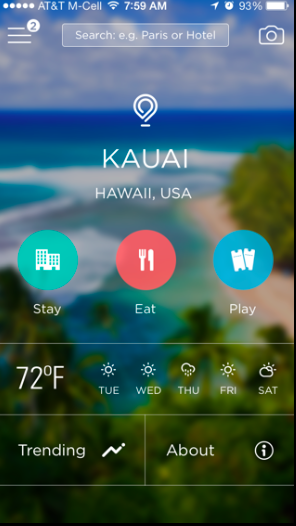 AT&T M-Cell 7:59 AM 93%
2
Search: e.g. Paris or Hotel
KAUAI
HAWAII, USA
Stay Eat Play
72ºF
TUE WED THU FRI SAT
Trending About